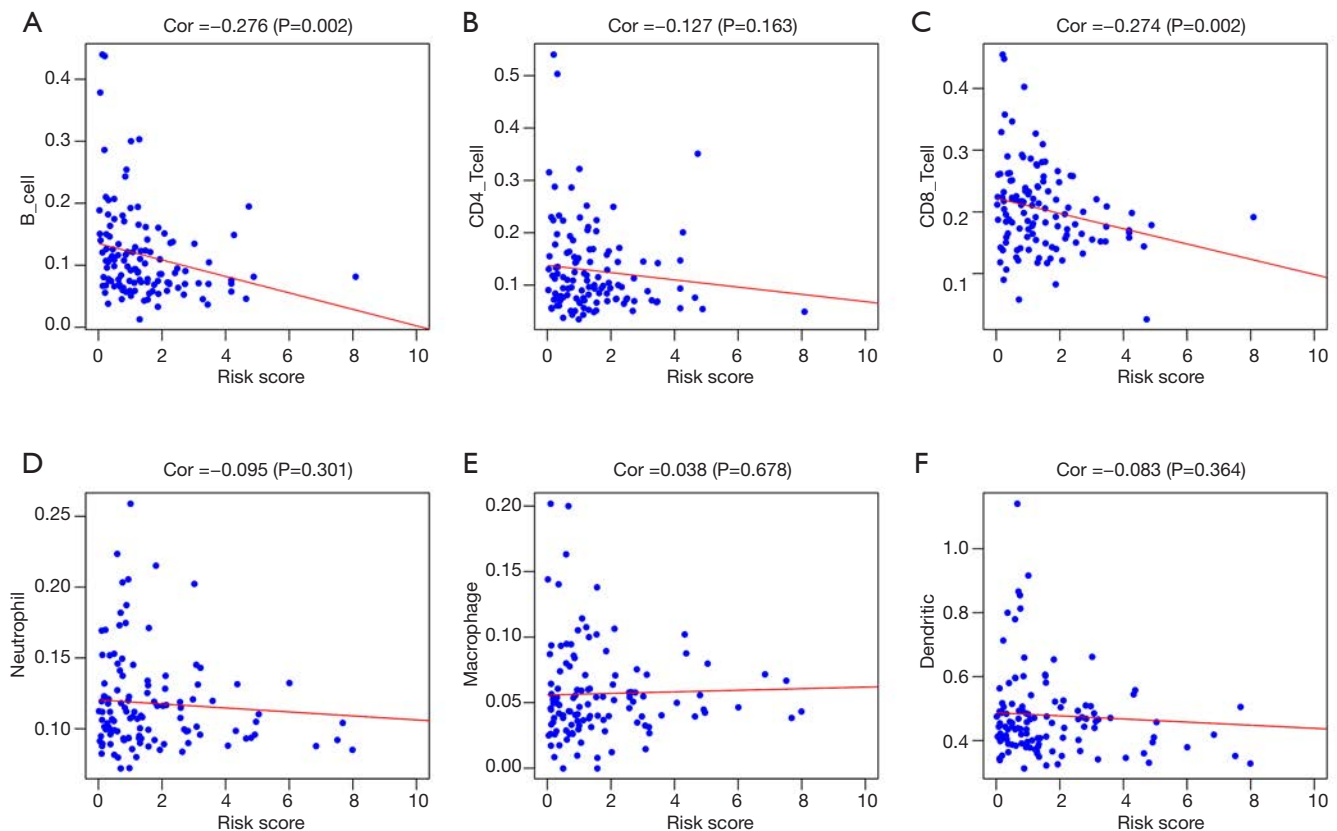 A
Cor =−0.276 (P=0.002)
B_cell
0.4
0.3
0.2
0.1
0.0
0 2 4 6 8 10
Risk score
B
Cor =−0.127 (P=0.163)
CD4_Tcell
0.5
0.4
0.3
0.2
0.1
0 2 4 6 8 10
Risk score
C
Cor =−0.274 (P=0.002)
CD8_Tcell
0.4
0.3
0.2
0.1
0 2 4 6 8 10
Risk score
D
Cor =−0.095 (P=0.301)
Neutrophil
0.25
0.20
0.15
0.10
0 2 4 6 8 10
Risk score
E
Cor =0.038 (P=0.678)
Macrophage
0.20
0.15
0.10
0.05
0.00
0 2 4 6 8 10
Risk score
F
Cor =−0.083 (P=0.364)
Dendritic
1.0
0.8
0.6
0.4
0 2 4 6 8 10
Risk score